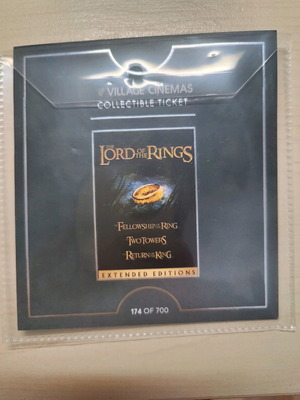 VILLAGE CINEMAS
COLLECTIBLE TICKET
THE
LORD OF THE RINGS
THE FELLOWSHIP OF THE RING
THE TWO TOWERS
THE RETURN OF THE KING
EXTENDED EDITIONS
174 OF 700